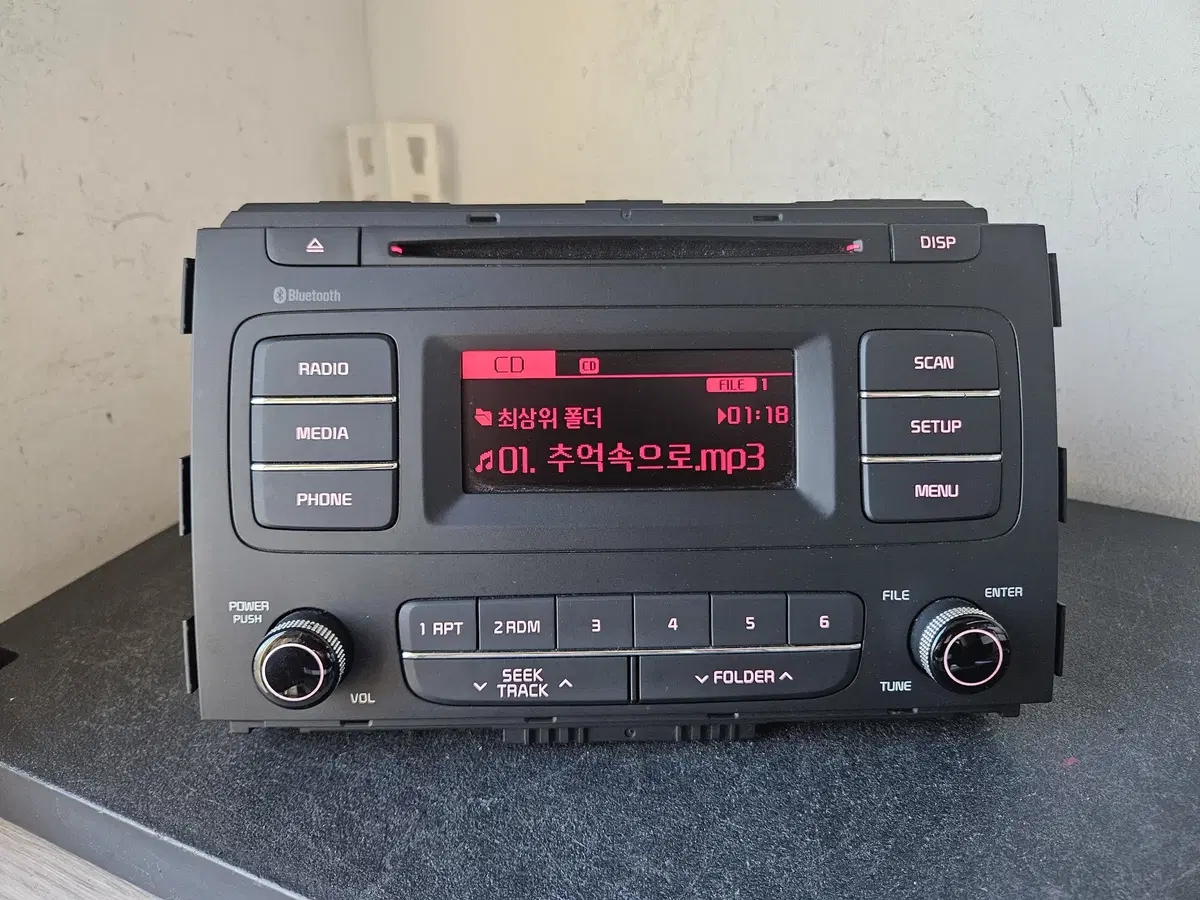 DISP
Bluetooth
RADIO
MEDIA
PHONE
CD
CD
FILE 1
최상위 폴더
01:18
01. 추억속으로.mp3
SCAN
SETUP
MENU
POWER
PUSH
VOL
1 RPT
2 RDM
3
4
5
6
SEEK
TRACK
FOLDER
FILE
ENTER
TUNE